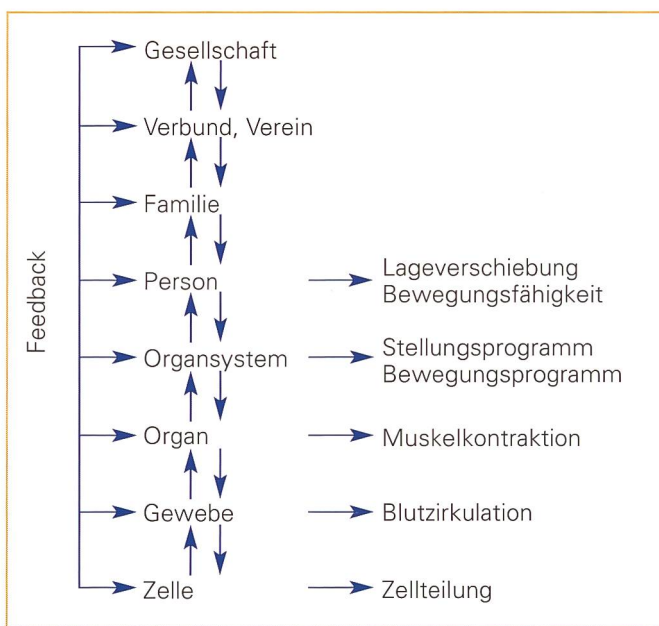 Feedback
Gesellschaft
Verbund, Verein
Familie
Person
Lageverschiebung
Bewegungsfähigkeit
Organsystem
Stellungsprogramm
Bewegungsprogramm
Organ
Muskelkontraktion
Gewebe
Blutzirkulation
Zelle
Zellteilung